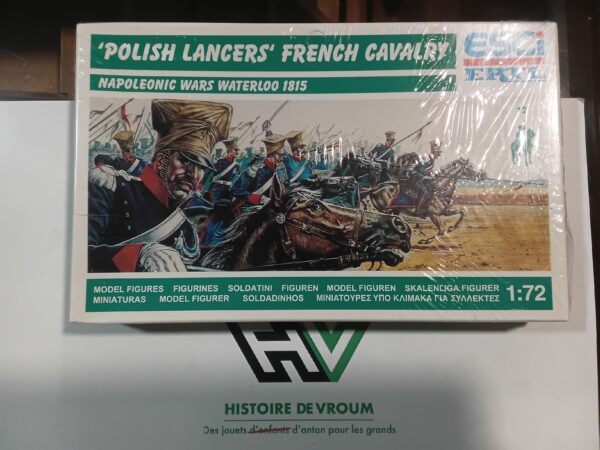 'POLISH LANCERS' FRENCH CAVALRY
NAPOLEONIC WARS WATERLOO 1815
ESCI
ERTL
MODEL FIGURES FIGURINES SOLDATINI FIGUREN MODEL FIGUREN SKALENLIGA FIGURER
MINIATURAS MODEL FIGURER SOLDADINHOS ΜΙΝΙΑΤΟΥΡΕΣ ΥΠΟ ΚΛΙΜΑΚΑ ΓΙΑ ΣΥΛΛΕΚΤΕΣ
1:72
HV
HISTOIRE DE VROUM
Des jouets d'enfants d'antan pour les grands